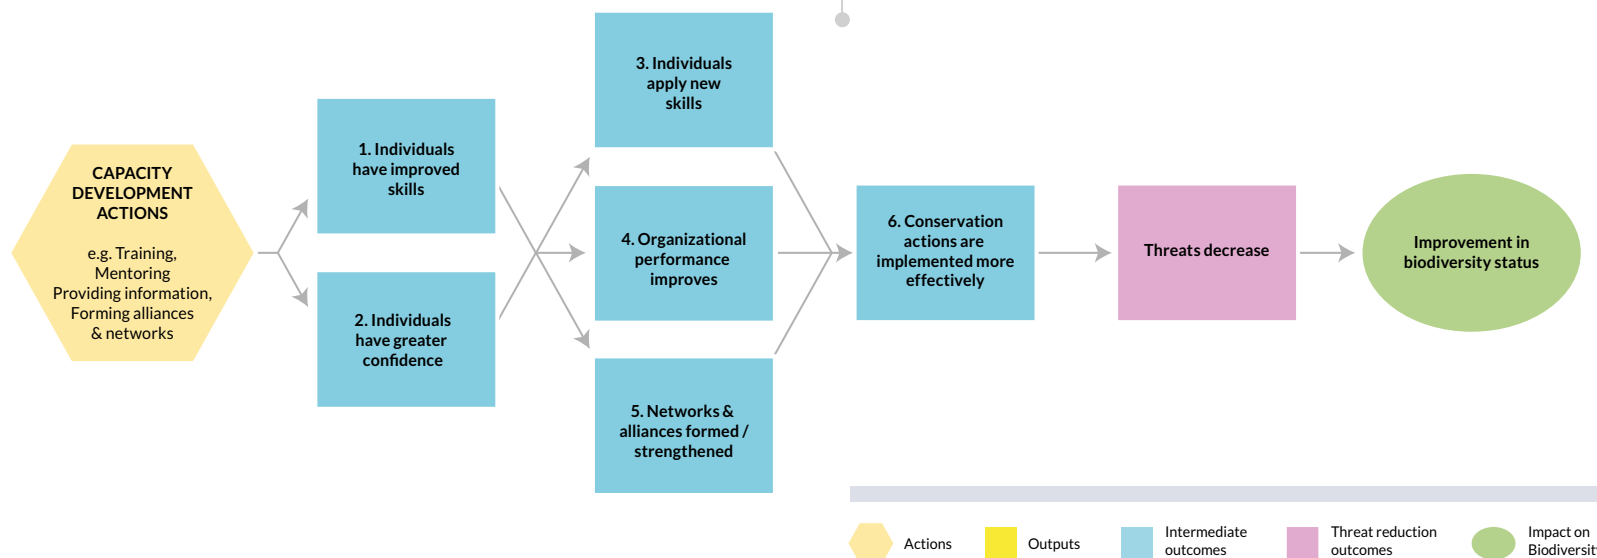 CAPACITY
DEVELOPMENT
ACTIONS
e.g. Training,
Mentoring
Providing information,
Forming alliances
& networks
1. Individuals
have improved
skills
2. Individuals
have greater
confidence
3. Individuals
apply new
skills
4. Organizational
performance
improves
5. Networks &
alliances formed /
strengthened
6. Conservation
actions are
implemented more
effectively
Threats decrease
Improvement in
biodiversity status
Actions
Outputs
Intermediate
outcomes
Threat reduction
outcomes
Impact on
Biodiversit